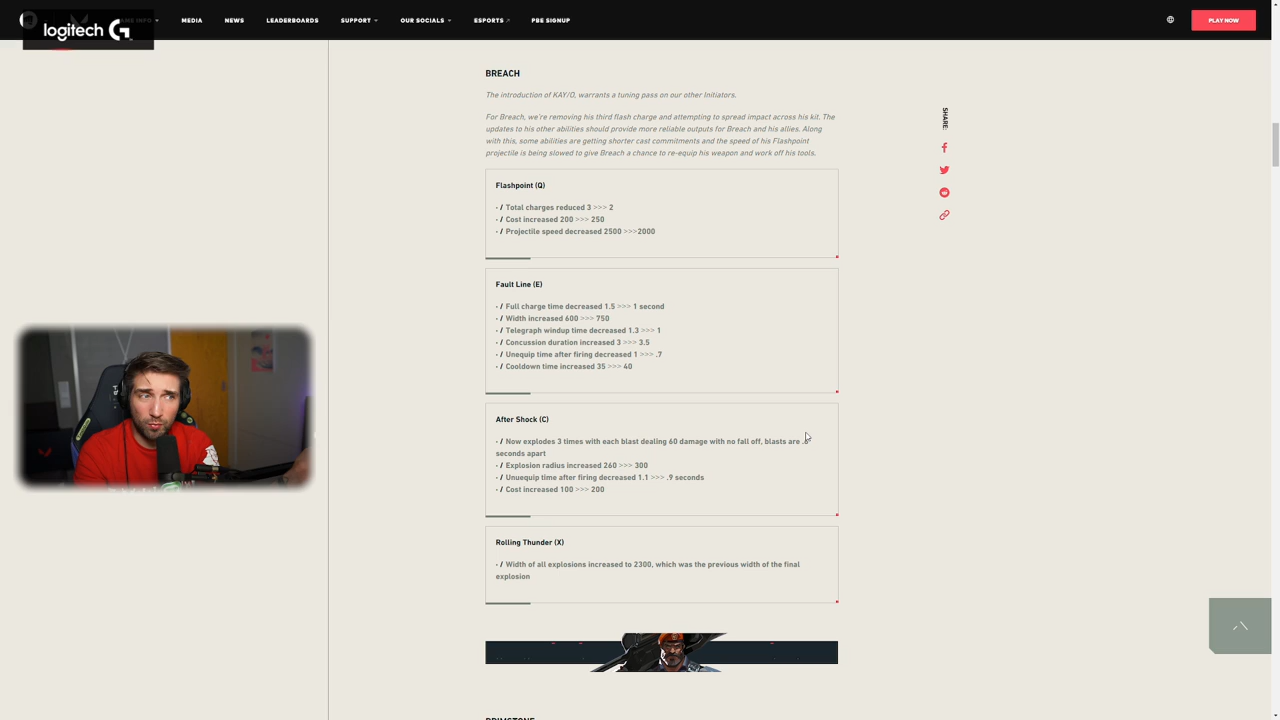 logitech G
MEDIA
NEWS
LEADERBOARDS
SUPPORT
OUR SOCIALS
ESPORTS
PBE SIGNUP
PLAY NOW
BREACH
The introduction of KAY/O, warrants a tuning pass on our other Initiators.
For Breach, we're removing his third flash charge and attempting to spread impact across his kit. The
updates to his other abilities should provide more reliable outputs for Breach and his allies. Along
with this, some abilities are getting shorter cast commitments and the speed of his Flashpoint
projectile is being slowed to give Breach a chance to re-equip his weapon and work off his tools.
SHARE:
Flashpoint (Q)
· / Total charges reduced 3 >>> 2
· / Cost increased 200 >>> 250
· / Projectile speed decreased 2500 >>>2000
Fault Line (E)
· / Full charge time decreased 1.5 >>> 1 second
· / Width increased 600 >>> 750
· / Telegraph windup time decreased 1.3 >>> 1
· / Concussion duration increased 3 >>> 3.5
· / Unequip time after firing decreased 1 >>> .7
· / Cooldown time increased 35 >>> 40
After Shock (C)
· / Now explodes 3 times with each blast dealing 60 damage with no fall off, blasts are
seconds apart
· / Explosion radius increased 260 >>> 300
· / Unuequip time after firing decreased 1.1 >>> .9 seconds
· / Cost increased 100 >>> 200
Rolling Thunder (X)
· / Width of all explosions increased to 2300, which was the previous width of the final
explosion